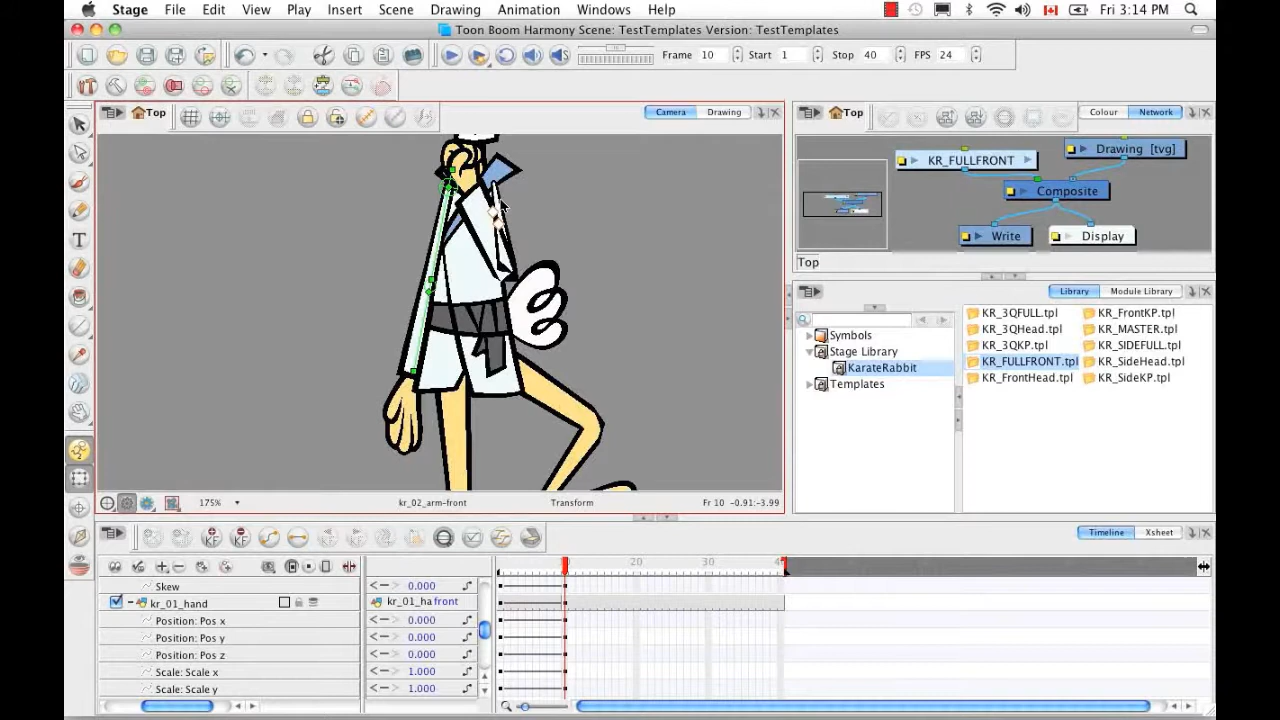 Stage File Edit View Play Insert Scene Drawing Animation Windows Help Fri 3:14 PM
Toon Boom Harmony Scene: TestTemplates Version: TestTemplates
Frame 10 Start 1 Stop 40 FPS 24
Top Camera Drawing
Top Colour Network
KR_FULLFRONT Drawing [tvg]
Composite
Write Display
Top
Library Module Library
Symbols
Stage Library
KarateRabbit
Templates
KR_3QFULL.tpl KR_FrontKP.tpl
KR_3QHead.tpl KR_MASTER.tpl
KR_3QKP.tpl KR_SIDEFULL.tpl
KR_FULLFRONT.tpl KR_SideHead.tpl
KR_FrontHead.tpl KR_SideKP.tpl
175% kr_02_arm-front Transform Fr 10 -0.91:-3.99
Timeline Xsheet
20 30
Skew 0.000
kr_01_hand kr_01_ha front
Position: Pos x 0.000
Position: Pos y 0.000
Position: Pos z 0.000
Scale: Scale x 1.000
Scale: Scale y 1.000